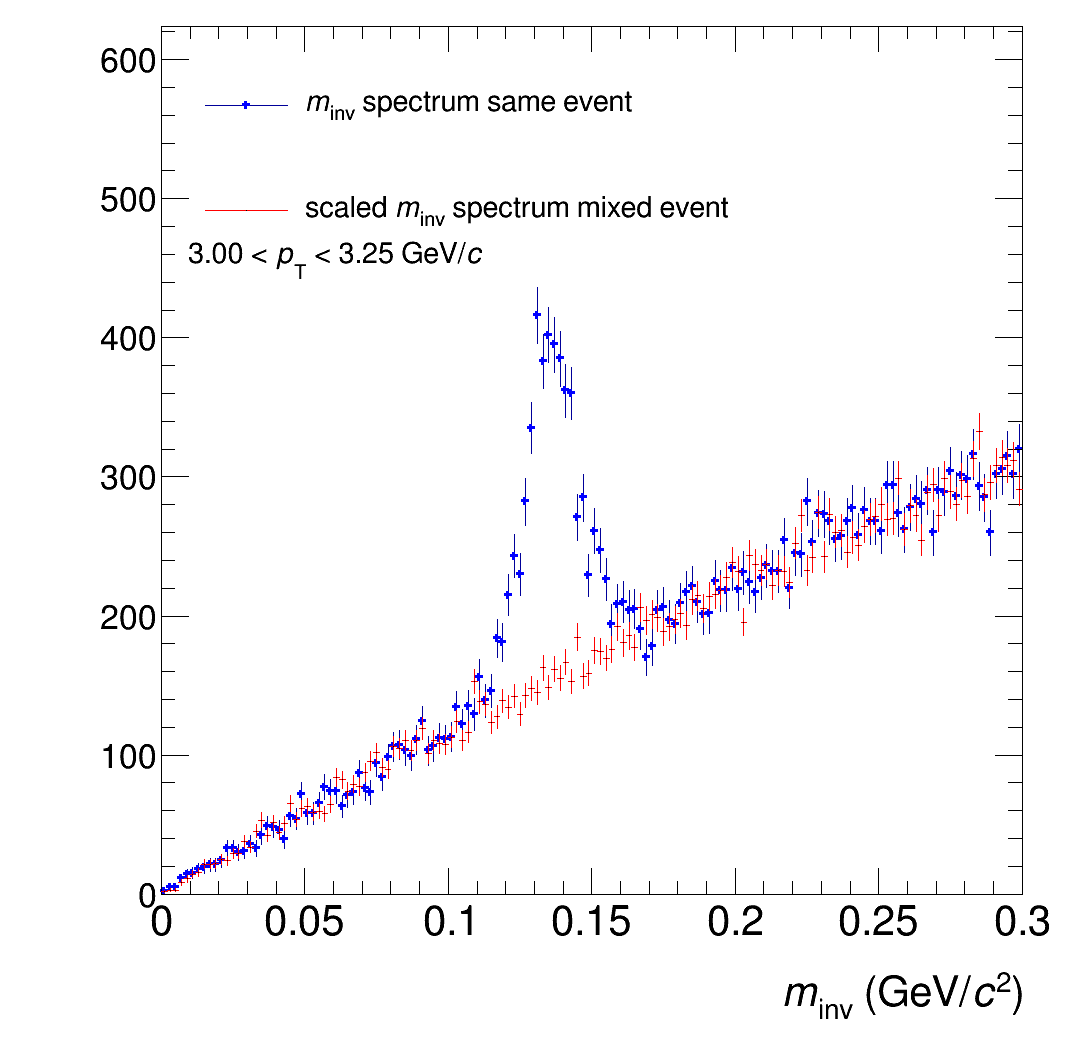 600
m_inv spectrum same event
500
scaled m_inv spectrum mixed event
3.00 < p_T < 3.25 GeV/c
400
300
200
100
0
0 0.05 0.1 0.15 0.2 0.25 0.3
m_inv (GeV/c²)